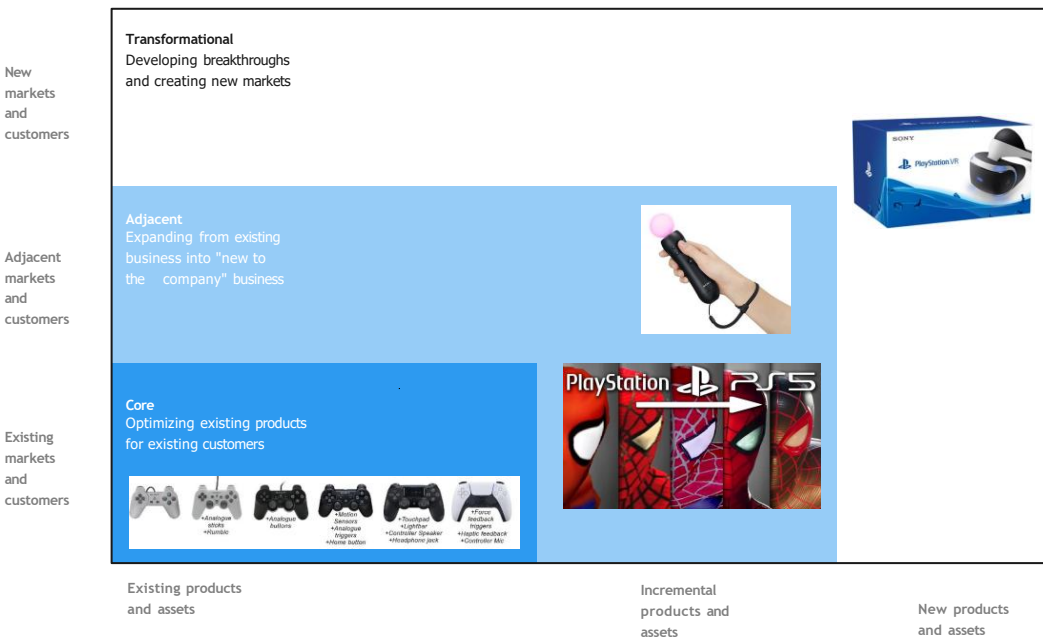 Transformational
Developing breakthroughs
and creating new markets
New
markets
and
customers
SONY
PlayStation VR
Adjacent
Expanding from existing
business into "new to
the company" business
Adjacent
markets
and
customers
Core
Optimizing existing products
for existing customers
PlayStation PS5
Existing
markets
and
customers
+Analogue
sticks
+Rumble
+Analogue
buttons
+Motion
Sensors
+Analogue
triggers
+Home button
+Touchpad
+Lightbar
+Controller Speaker
+Headphone jack
+Force
feedback
triggers
+Haptic feedback
+Controller Mic
Existing products
and assets
Incremental
products and
assets
New products
and assets